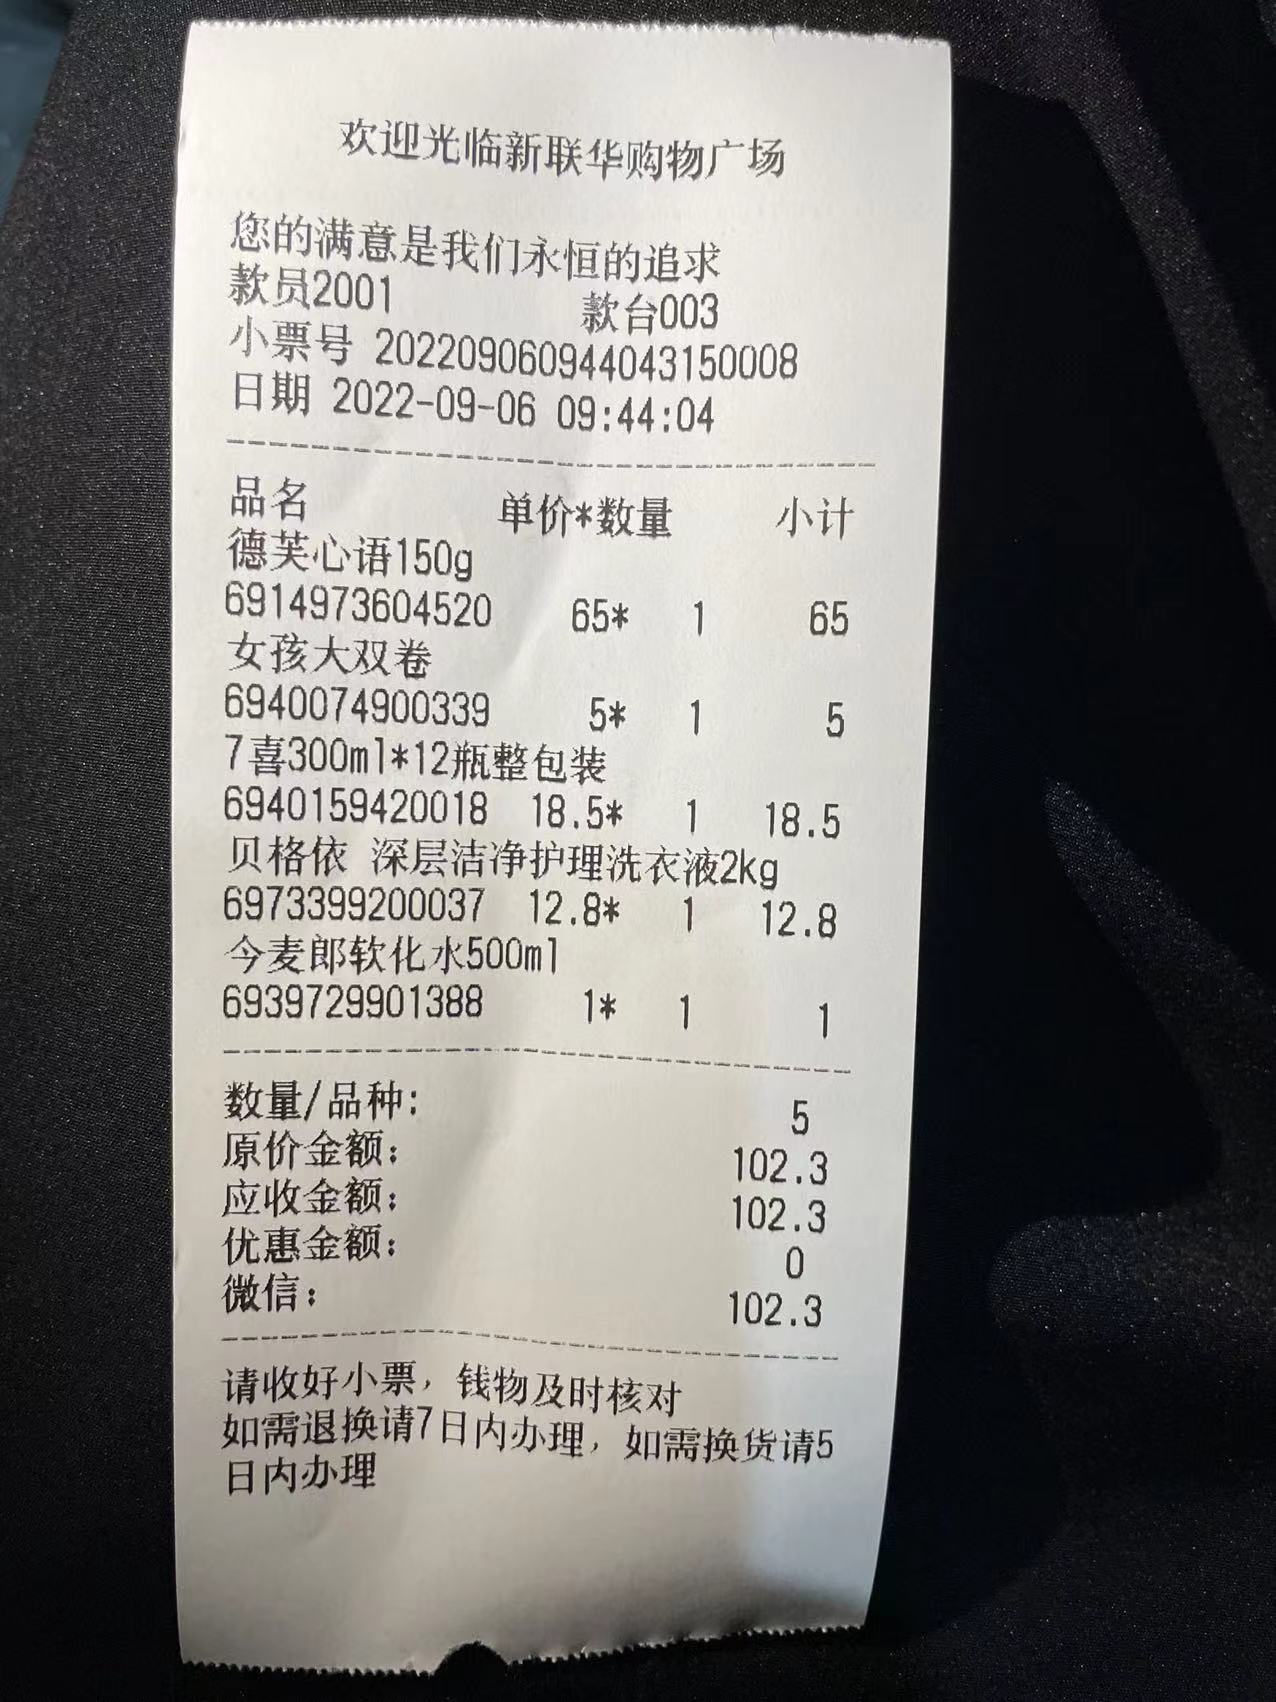 欢迎光临新联华购物广场
您的满意是我们永恒的追求
款员2001 款台003
小票号 202209060944043150008
日期 2022-09-06 09:44:04
品名 单价*数量 小计
德芙心语150g
6914973604520 65* 1 65
女孩大双卷
6940074900339 5* 1 5
7喜300ml*12瓶整包装
6940159420018 18.5* 1 18.5
贝格依 深层洁净护理洗衣液2kg
6973399200037 12.8* 1 12.8
今麦郎软化水500ml
6939729901388 1* 1 1
数量/品种: 5
原价金额: 102.3
应收金额: 102.3
优惠金额: 0
微信: 102.3
请收好小票，钱物及时核对
如需退换请7日内办理，如需换货请5
日内办理